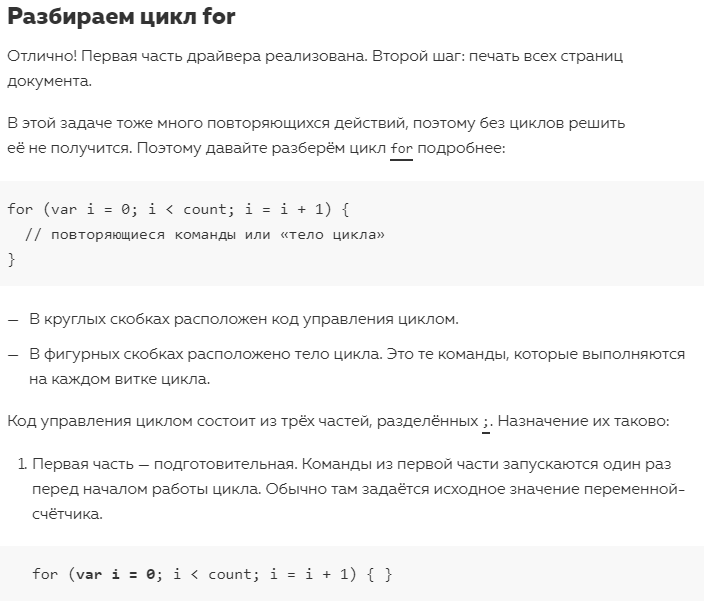 Разбираем цикл for
Отлично! Первая часть драйвера реализована. Второй шаг: печать всех страниц
документа.
В этой задаче тоже много повторяющихся действий, поэтому без циклов решить
её не получится. Поэтому давайте разберём цикл for подробнее:
for (var i = 0; i < count; i = i + 1) {
  // повторяющиеся команды или «тело цикла»
}
— В круглых скобках расположен код управления циклом.
— В фигурных скобках расположено тело цикла. Это те команды, которые выполняются
на каждом витке цикла.
Код управления циклом состоит из трёх частей, разделённых ;. Назначение их таково:
1. Первая часть — подготовительная. Команды из первой части запускаются один раз
перед началом работы цикла. Обычно там задаётся исходное значение переменной-
счётчика.
for (var i = 0; i < count; i = i + 1) { }